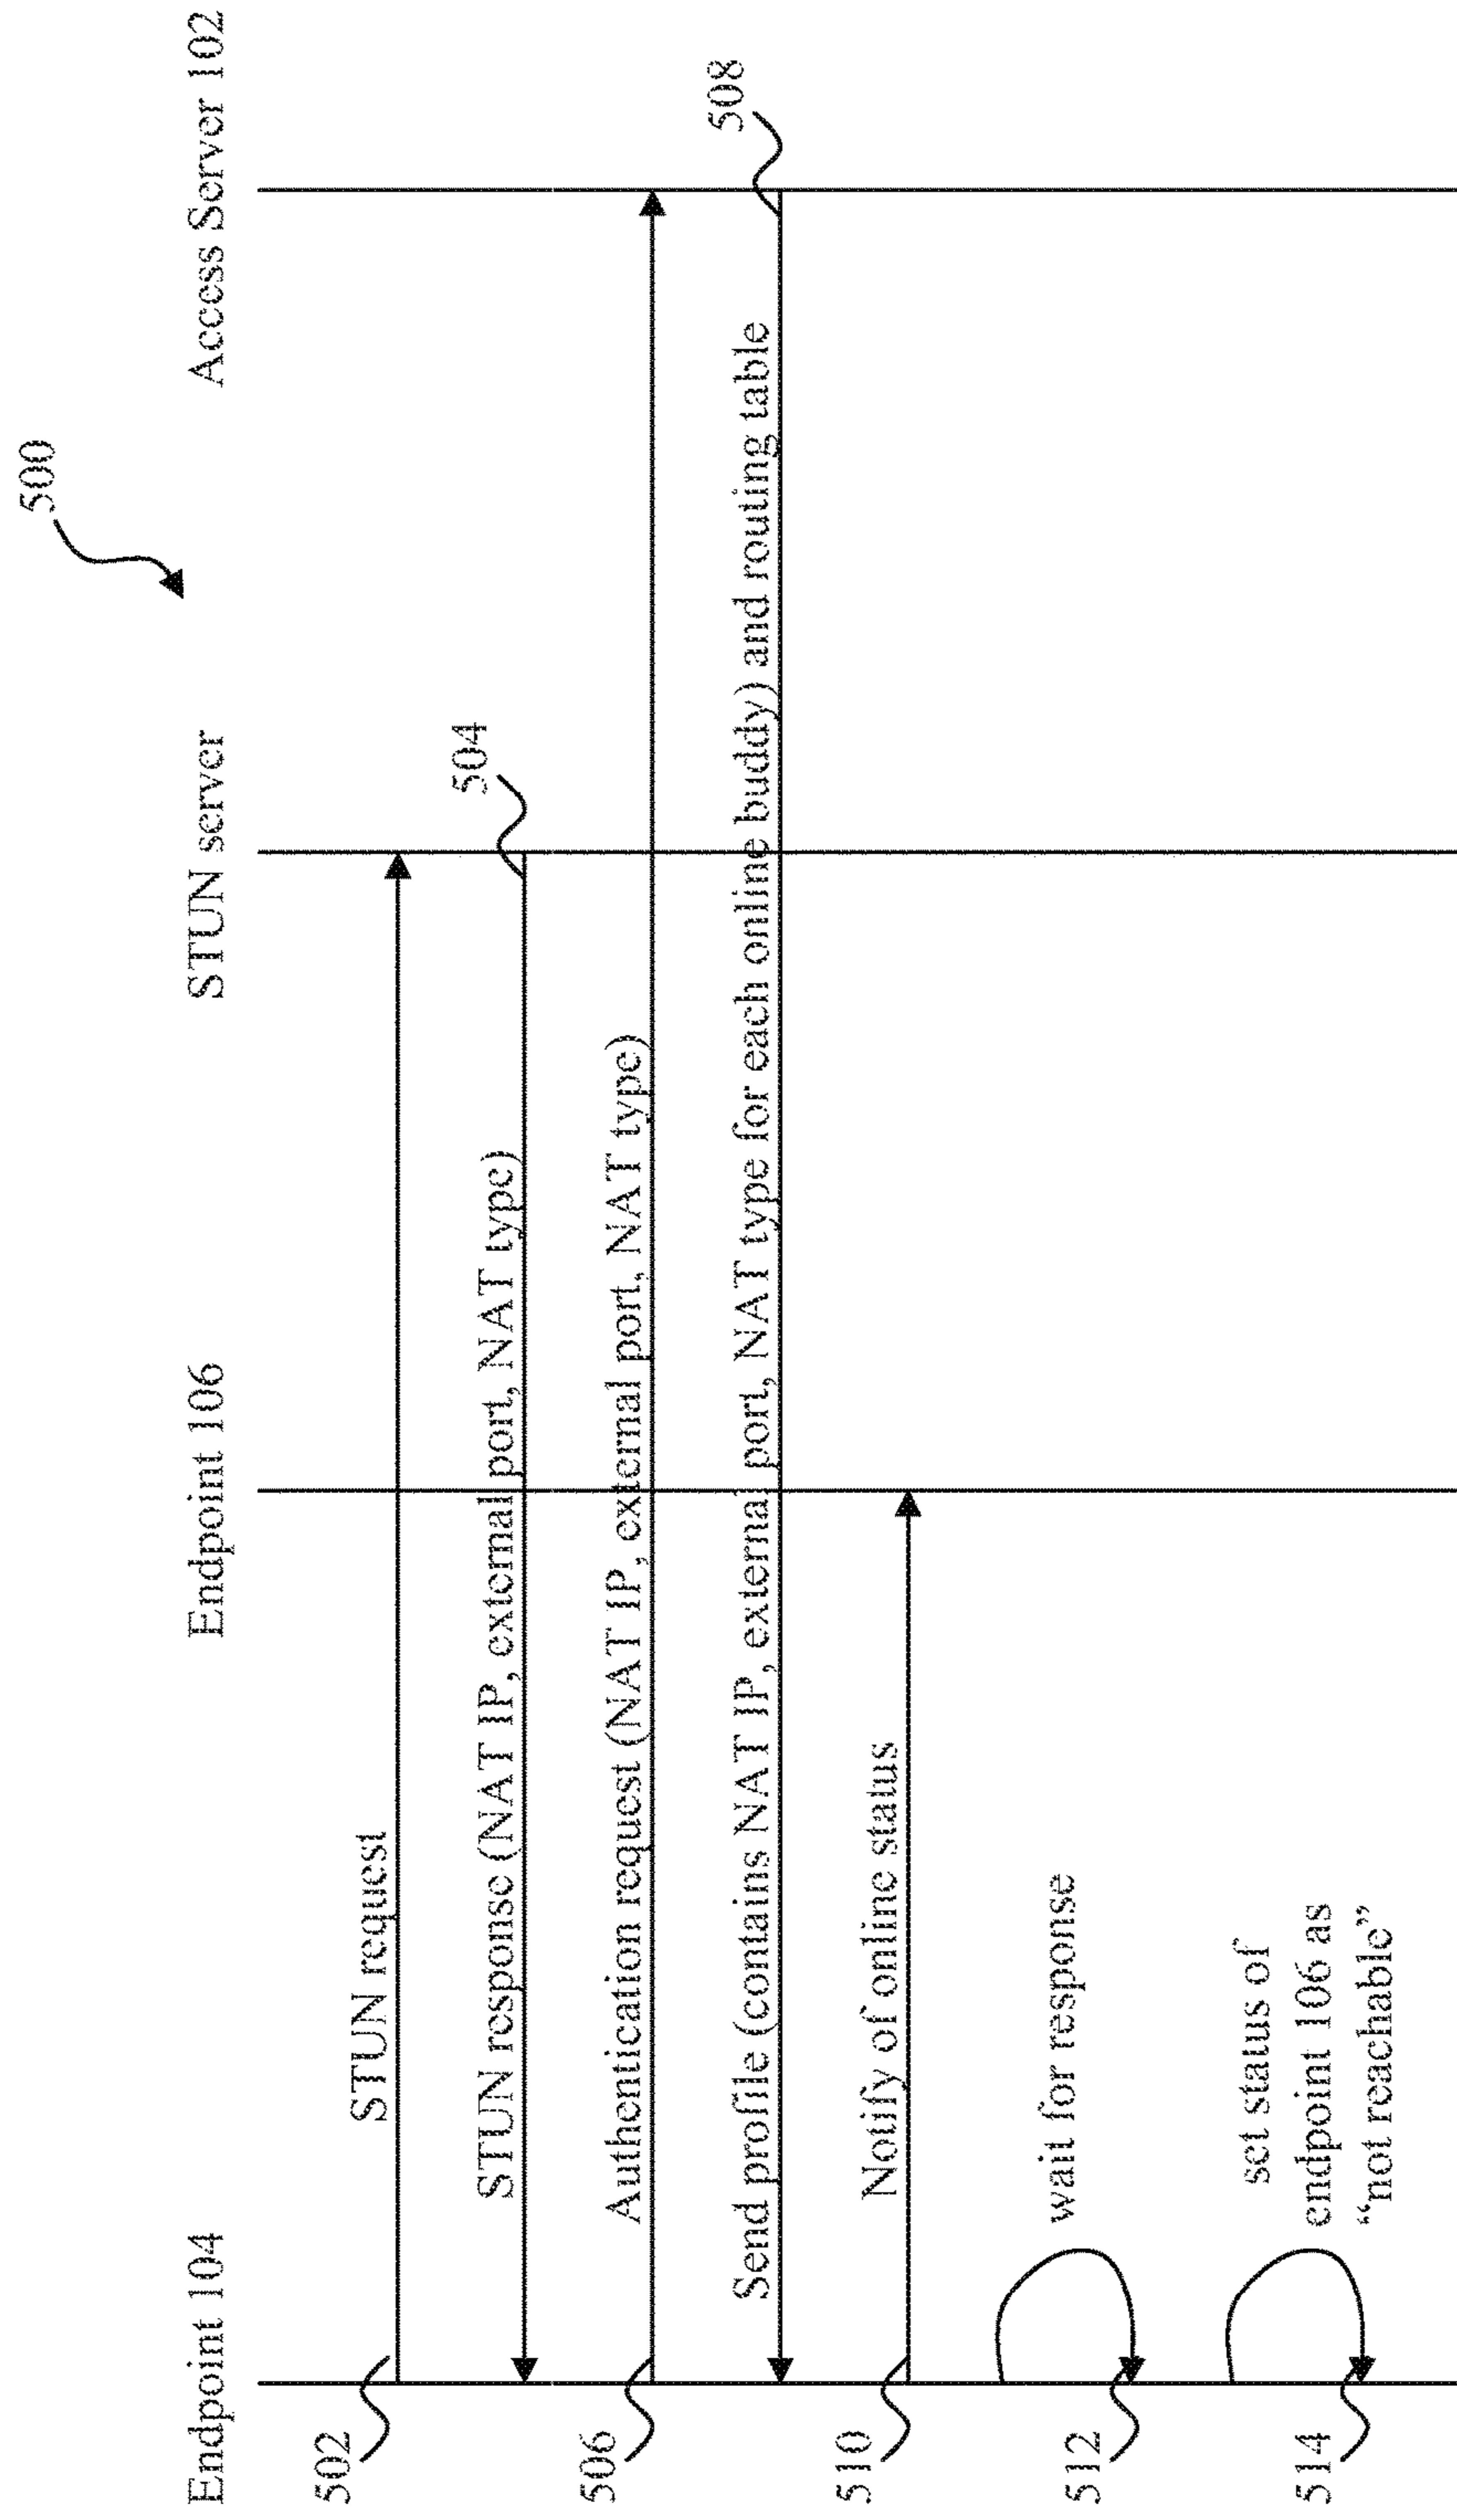 500
Endpoint 104
Endpoint 106
STUN server
Access Server 102
502
STUN request
504
STUN response (NAT IP, external port, NAT type)
506
Authentication request (NAT IP, external port, NAT type)
508
Send profile (contains NAT IP, external port, NAT type for each online buddy) and routing table
510
Notify of online status
512
wait for response
514
set status of
endpoint 106 as
“not reachable”